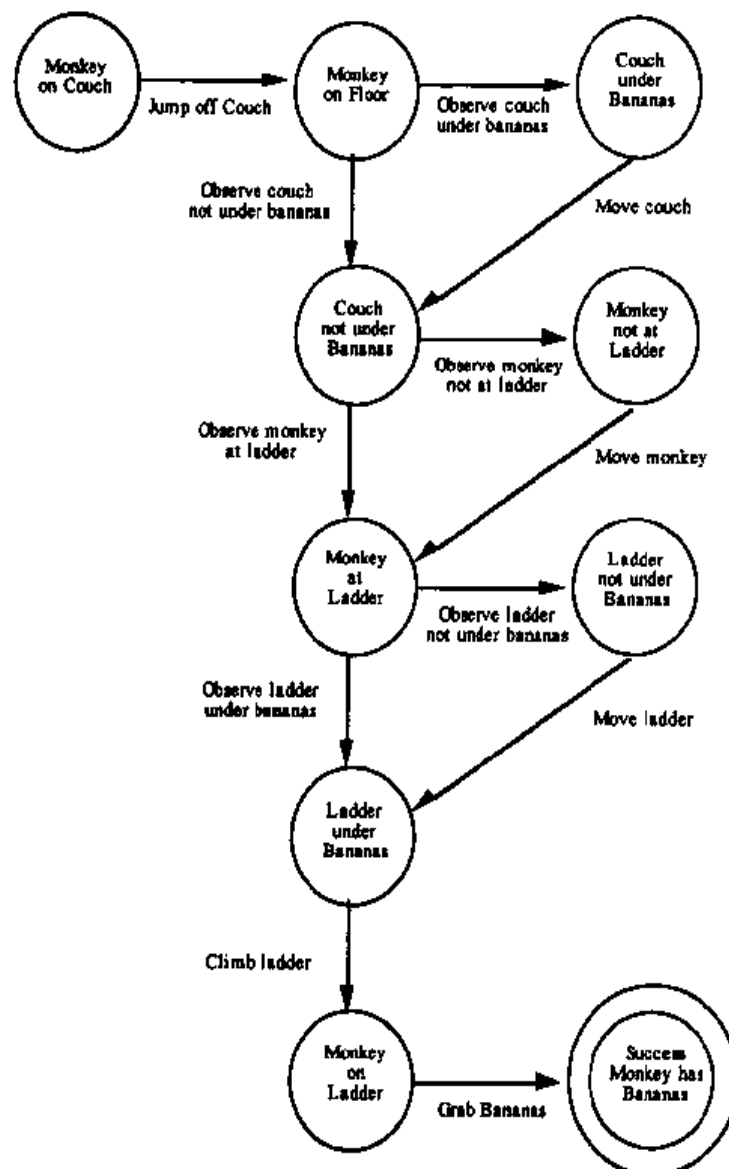 Monkey
on Couch
Jump off Couch
Monkey
on Floor
Observe couch
under bananas
Couch
under
Bananas
Observe couch
not under bananas
Move couch
Couch
not under
Bananas
Observe monkey
not at ladder
Monkey
not at
Ladder
Observe monkey
at ladder
Move monkey
Monkey
at
Ladder
Observe ladder
not under bananas
Ladder
not under
Bananas
Observe ladder
under bananas
Move ladder
Ladder
under
Bananas
Climb ladder
Monkey
on
Ladder
Grab Bananas
Success
Monkey has
Bananas